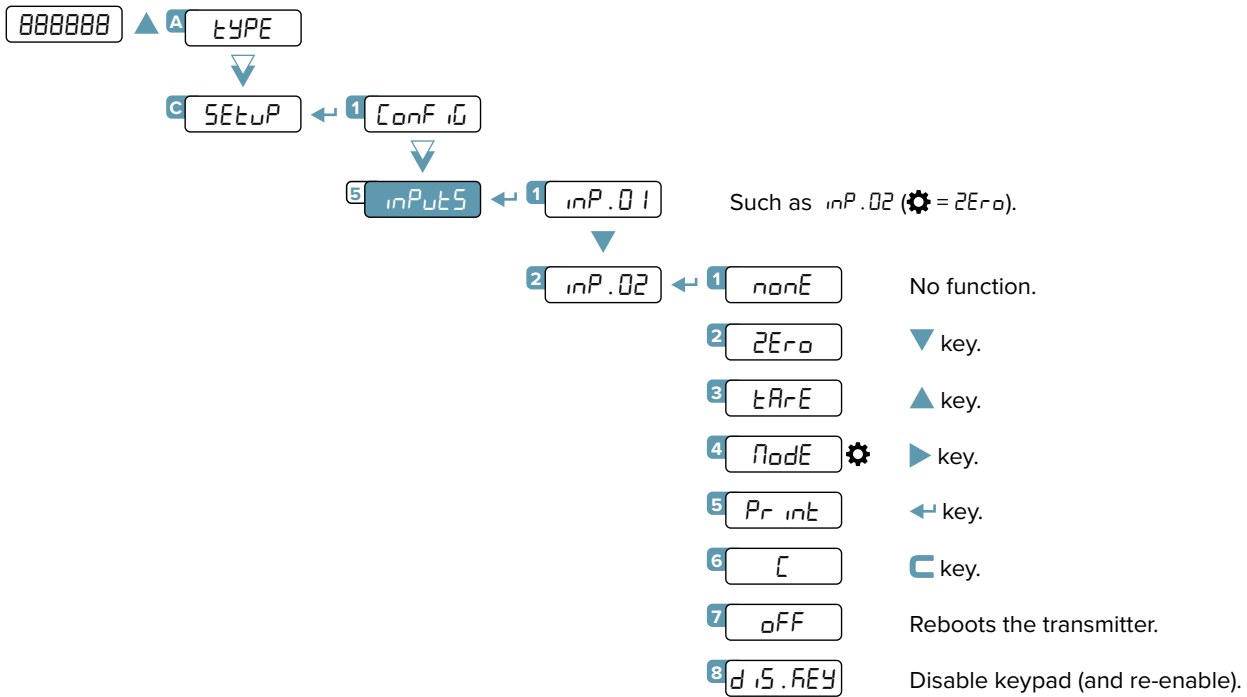 888888 ▲ A tYPE
C SEtuP ↵ 1 ConFiG
5 inPutS ↵ 1 inP.01 Such as inP.02 (⚙ = 2Ero).
2 inP.02 ↵ 1 nonE No function.
2 2Ero ▼ key.
3 tArE ▲ key.
4 ModE ⚙ ▶ key.
5 Print ↵ key.
6 C C key.
7 oFF Reboots the transmitter.
8 diS.KEY Disable keypad (and re-enable).